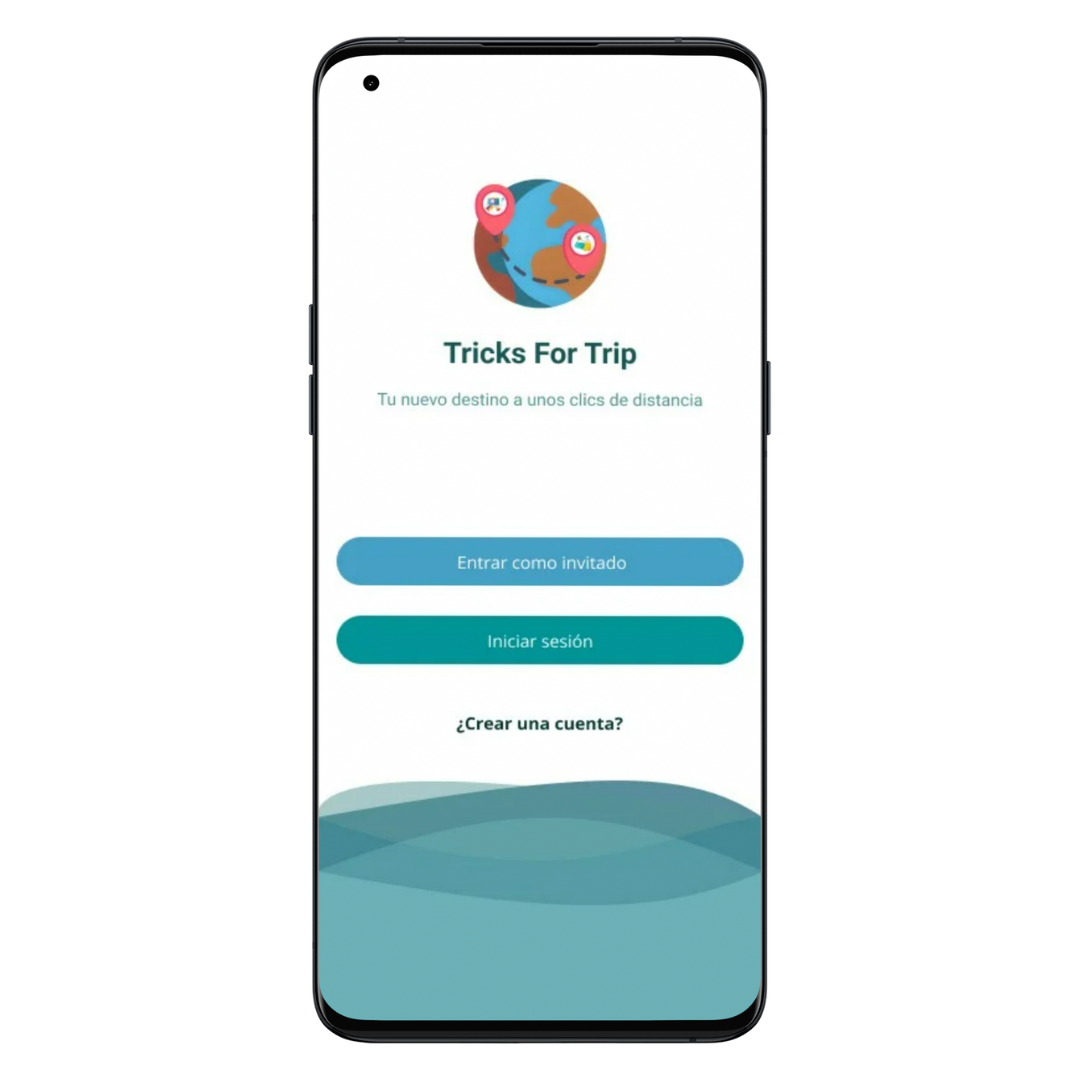 Tricks For Trip
Tu nuevo destino a unos clics de distancia
Entrar como invitado
Iniciar sesión
¿Crear una cuenta?